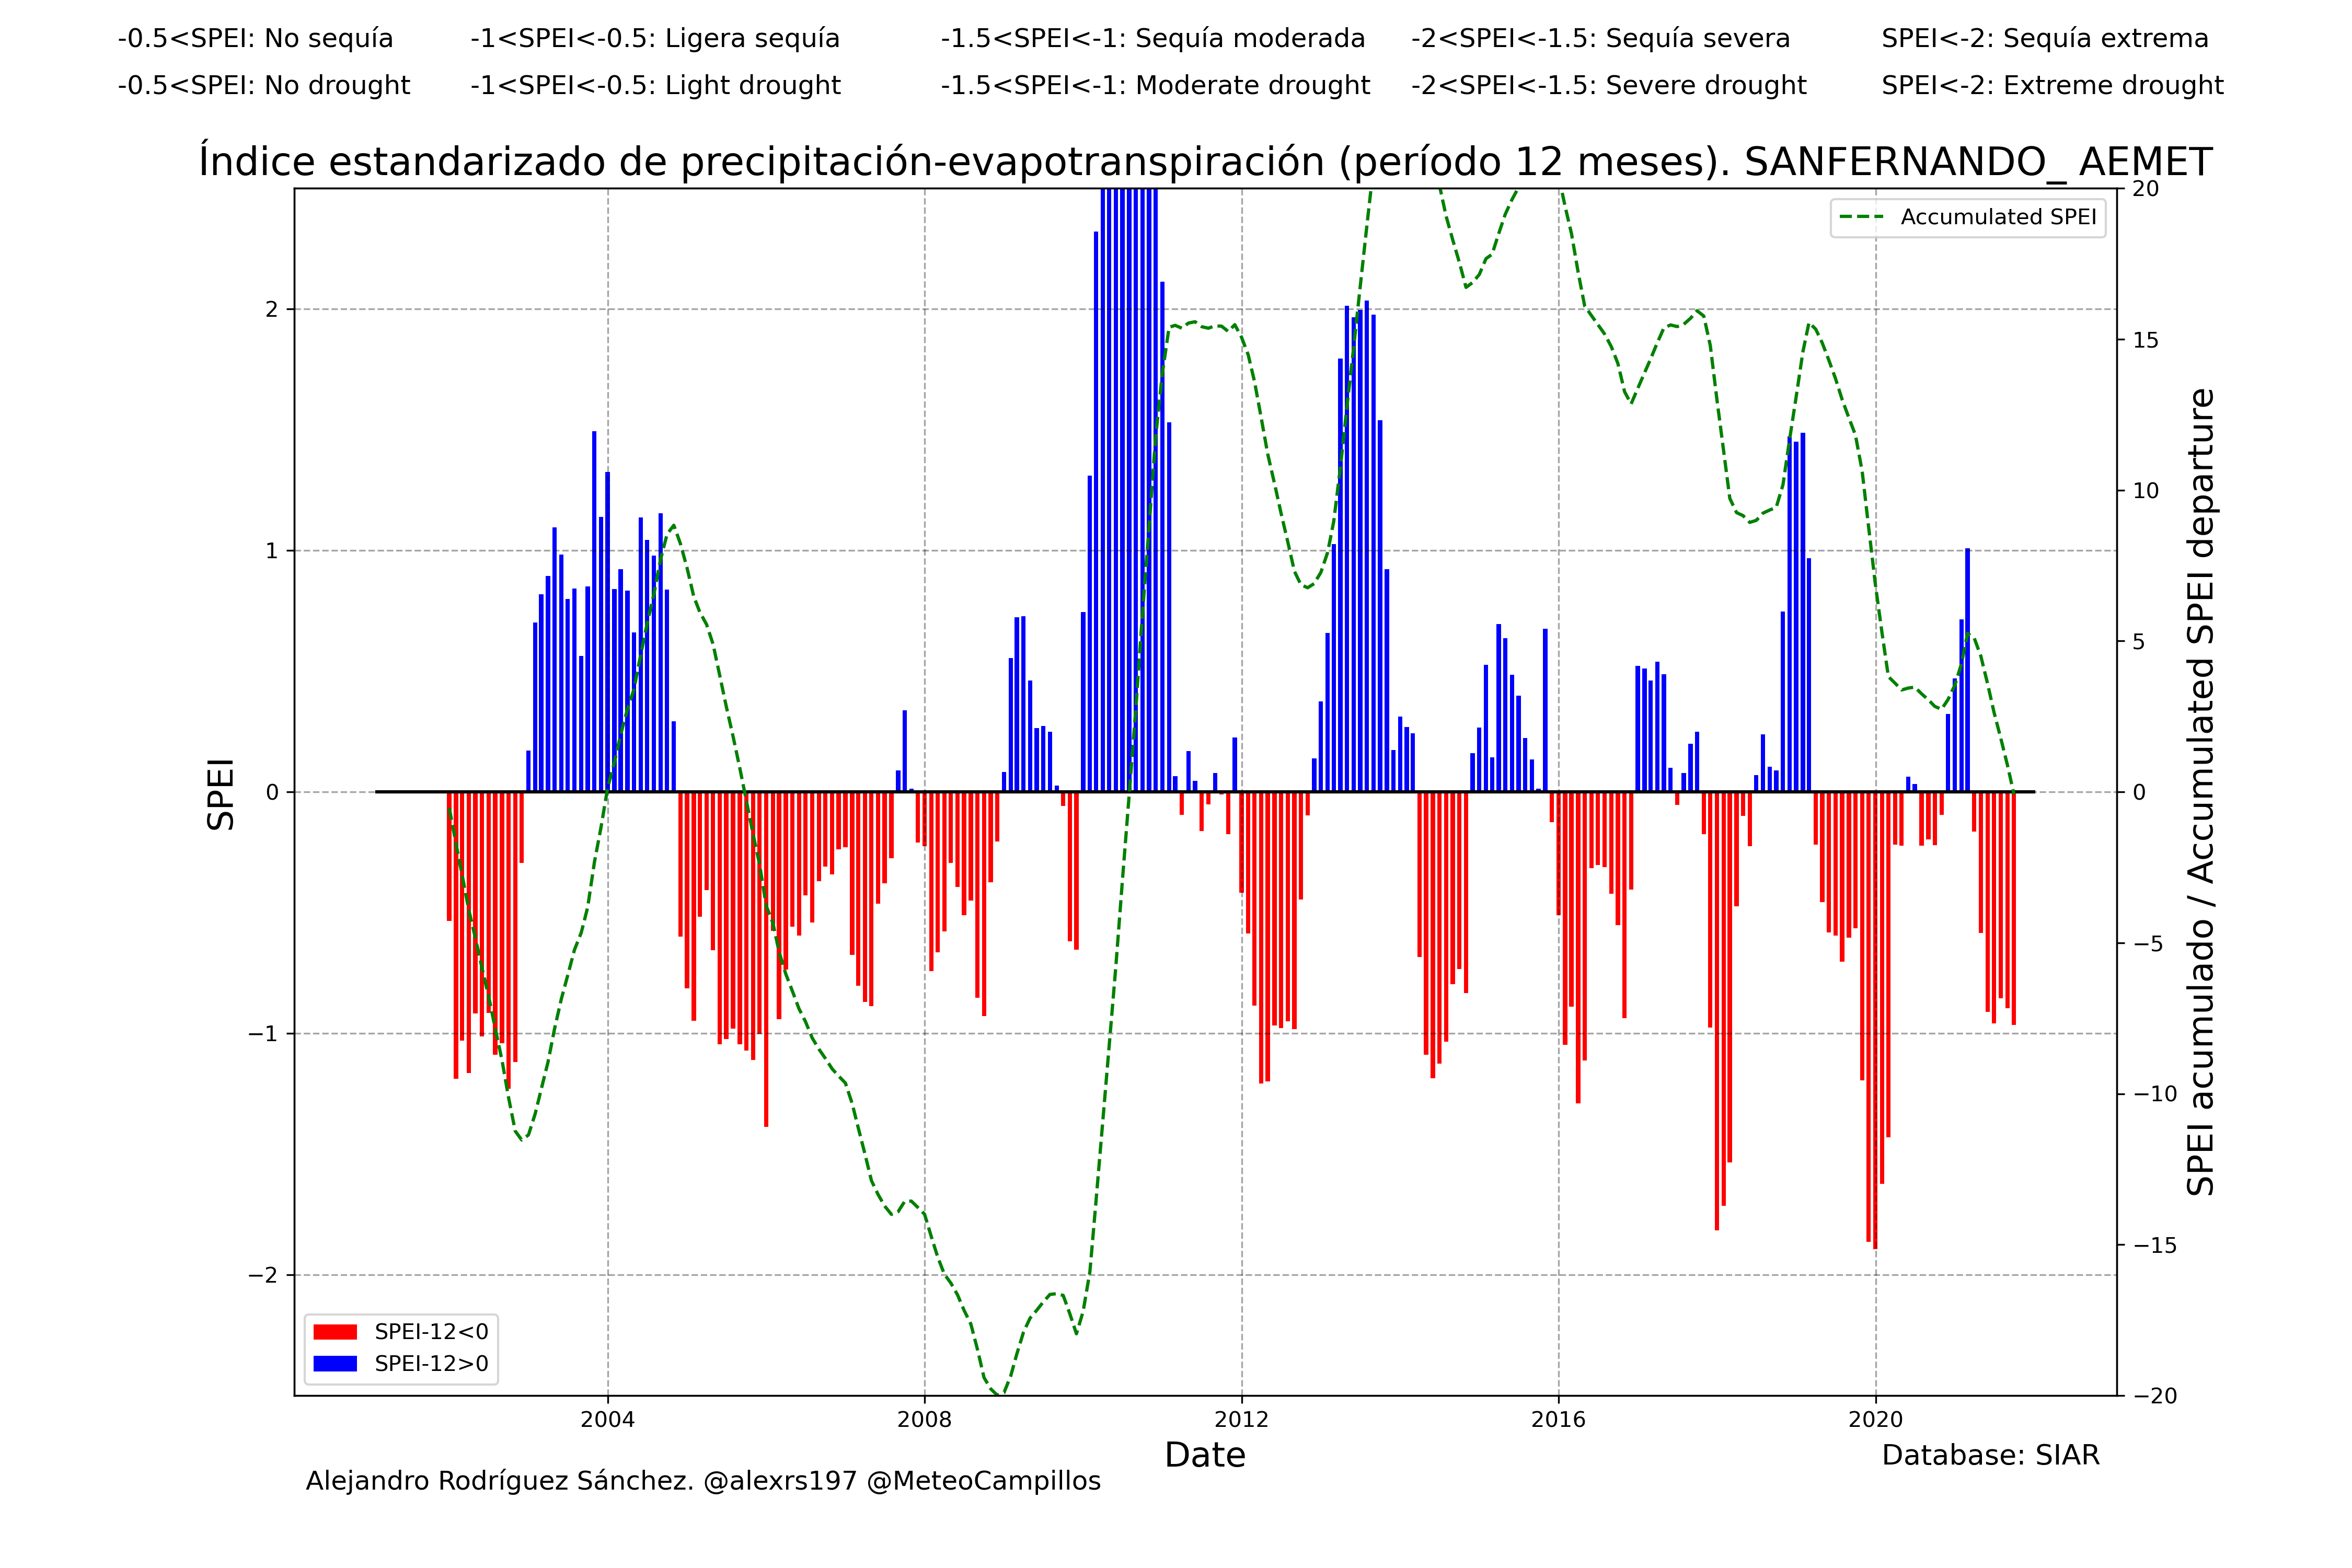 -0.5<SPEI: No sequía -1<SPEI<-0.5: Ligera sequía -1.5<SPEI<-1: Sequía moderada -2<SPEI<-1.5: Sequía severa SPEI<-2: Sequía extrema
-0.5<SPEI: No drought -1<SPEI<-0.5: Light drought -1.5<SPEI<-1: Moderate drought -2<SPEI<-1.5: Severe drought SPEI<-2: Extreme drought
Índice estandarizado de precipitación-evapotranspiración (período 12 meses). SANFERNANDO_ AEMET
Accumulated SPEI
SPEI
2
1
0
−1
−2
20
15
10
5
0
−5
−10
−15
−20
SPEI acumulado / Accumulated SPEI departure
SPEI-12<0
SPEI-12>0
2004 2008 2012 2016 2020
Date
Database: SIAR
Alejandro Rodríguez Sánchez. @alexrs197 @MeteoCampillos